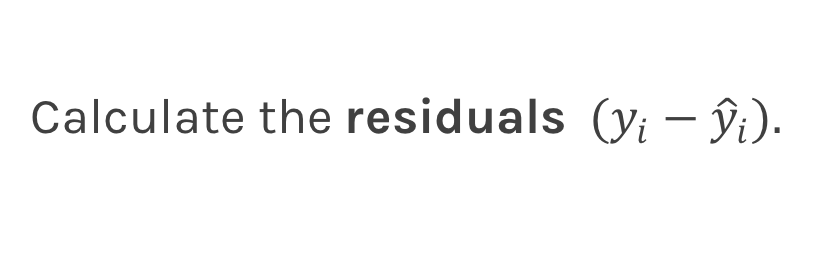 Calculate the residuals (yᵢ − ŷᵢ).